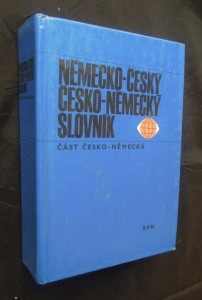 NĚMECKO-ČESKÝ
ČESKO-NĚMECKÝ
SLOVNÍK
ČÁST ČESKO-NĚMECKÁ
SPN